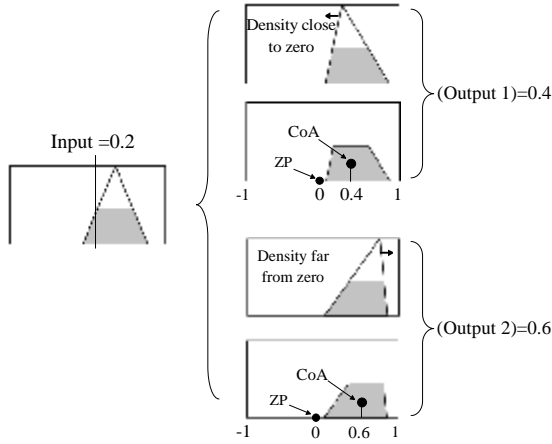 Input =0.2
Density close
to zero
CoA
ZP
-1
0
0.4
1
(Output 1)=0.4
Density far
from zero
CoA
ZP
-1
0
0.6
1
(Output 2)=0.6